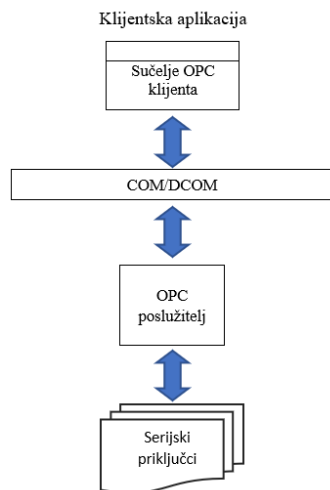 Klijentska aplikacija
Sučelje OPC
klijenta
COM/DCOM
OPC
poslužitelj
Serijski
priključci